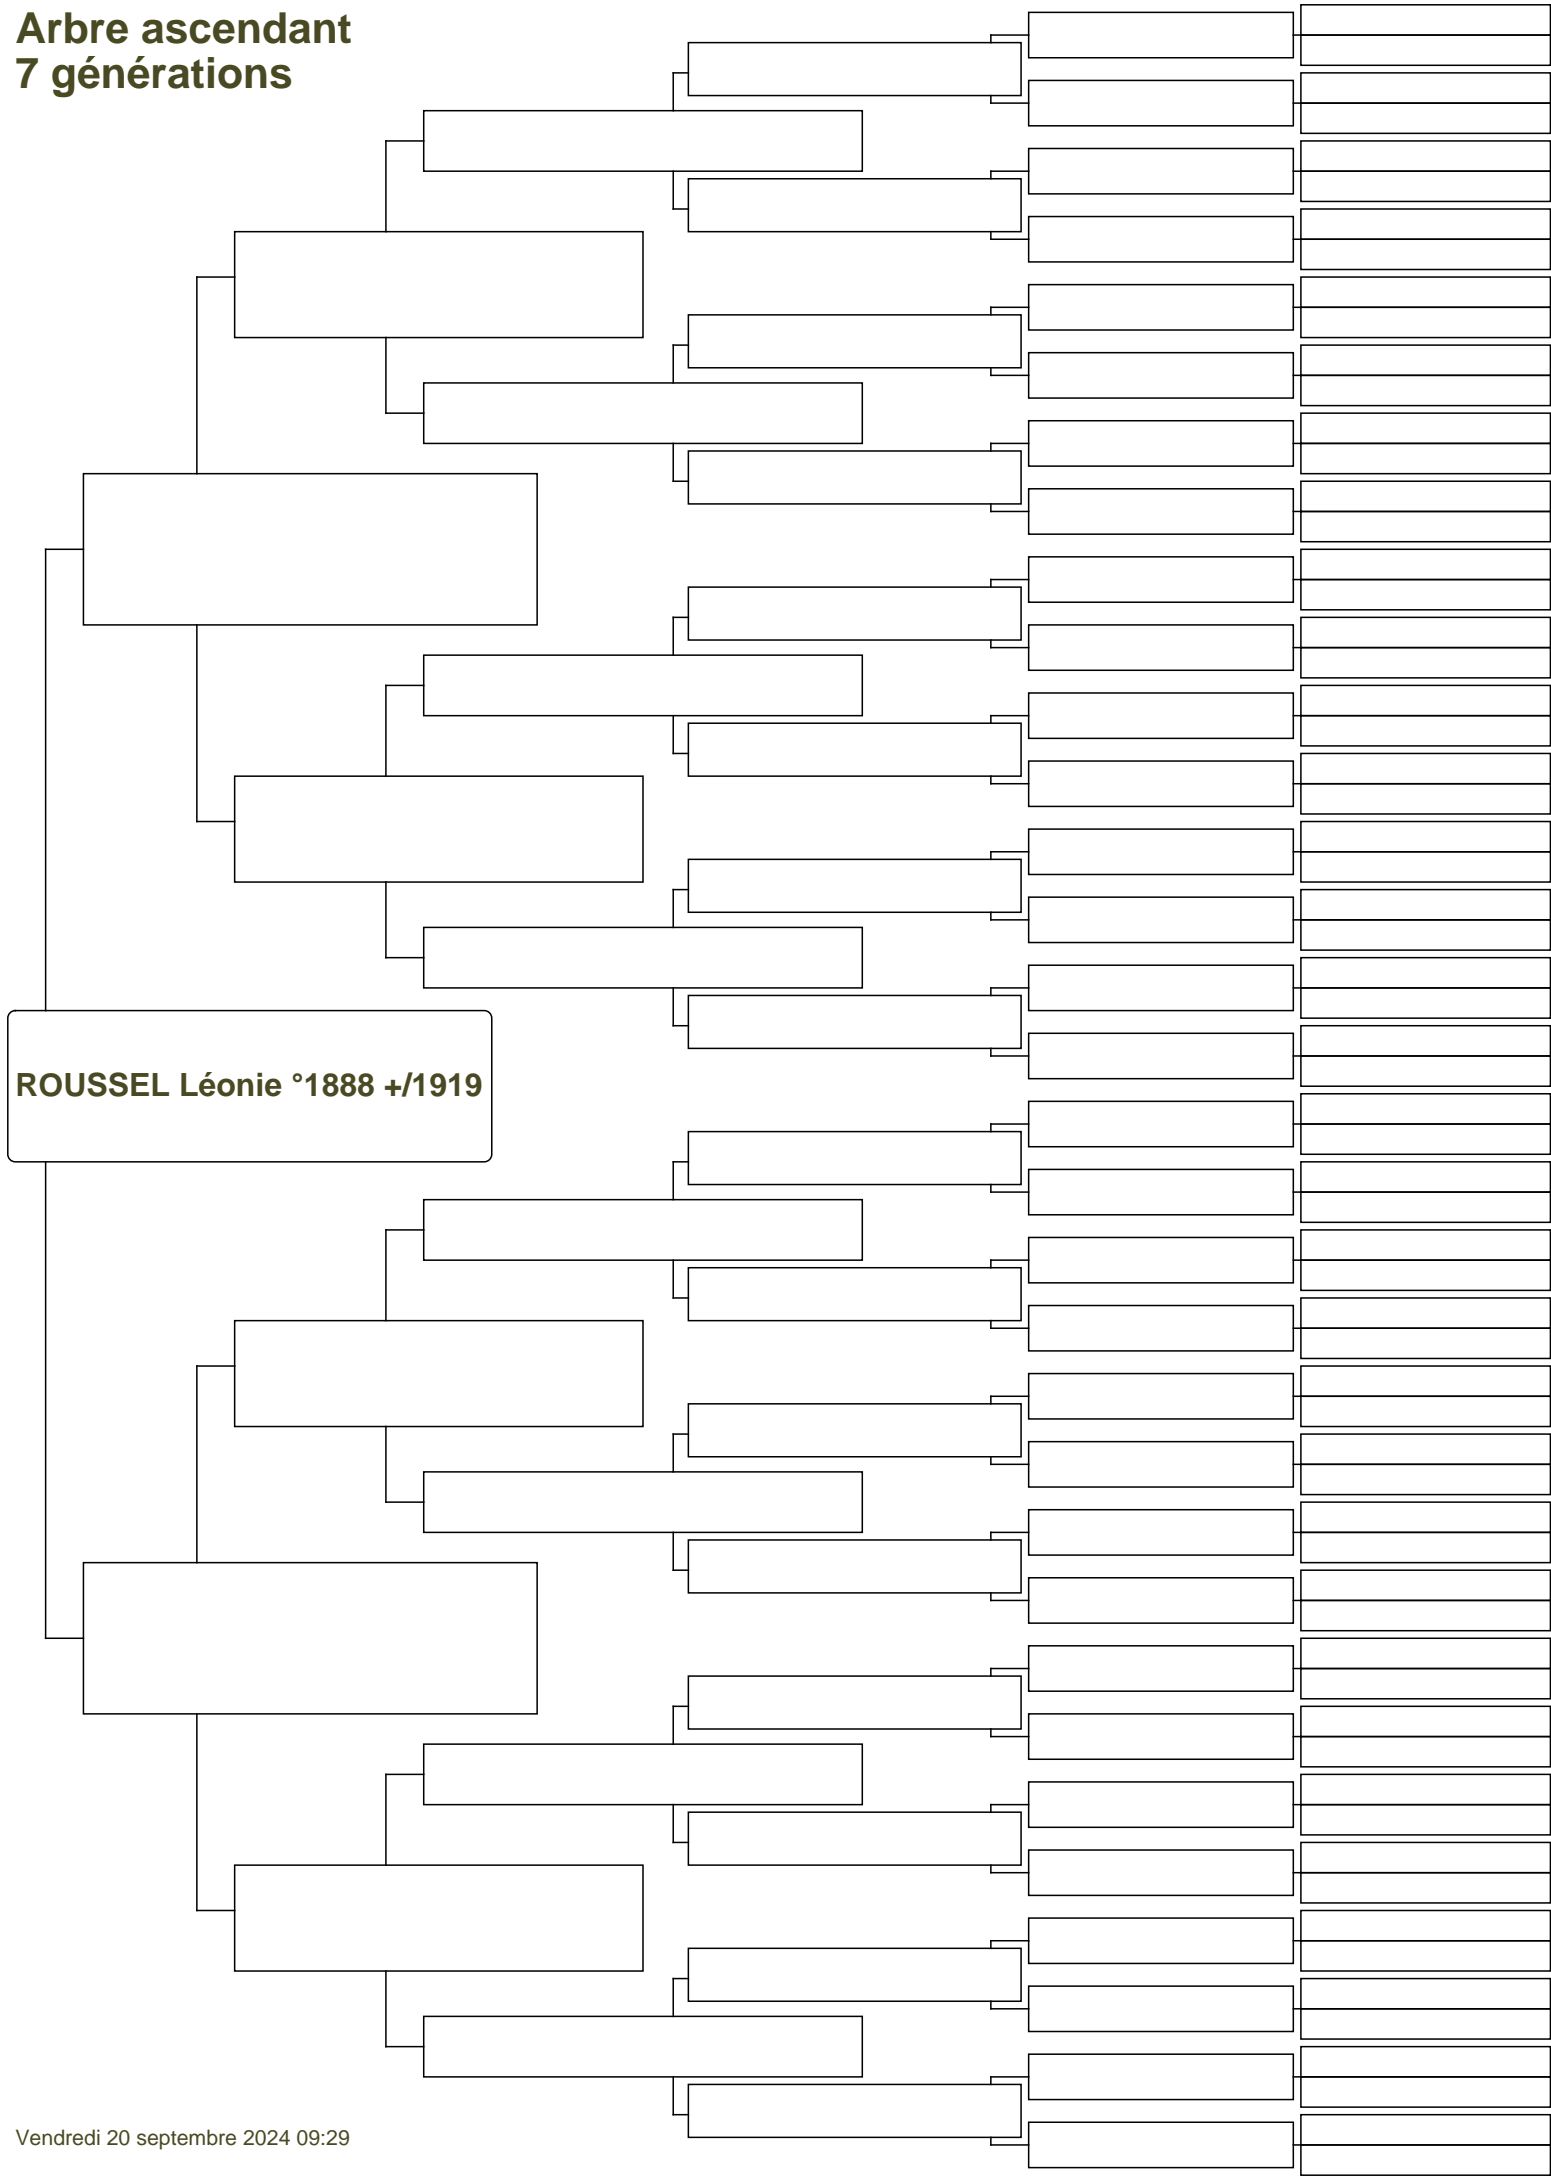 Arbre ascendant
7 générations
ROUSSEL Léonie °1888 +/1919
Vendredi 20 septembre 2024 09:29